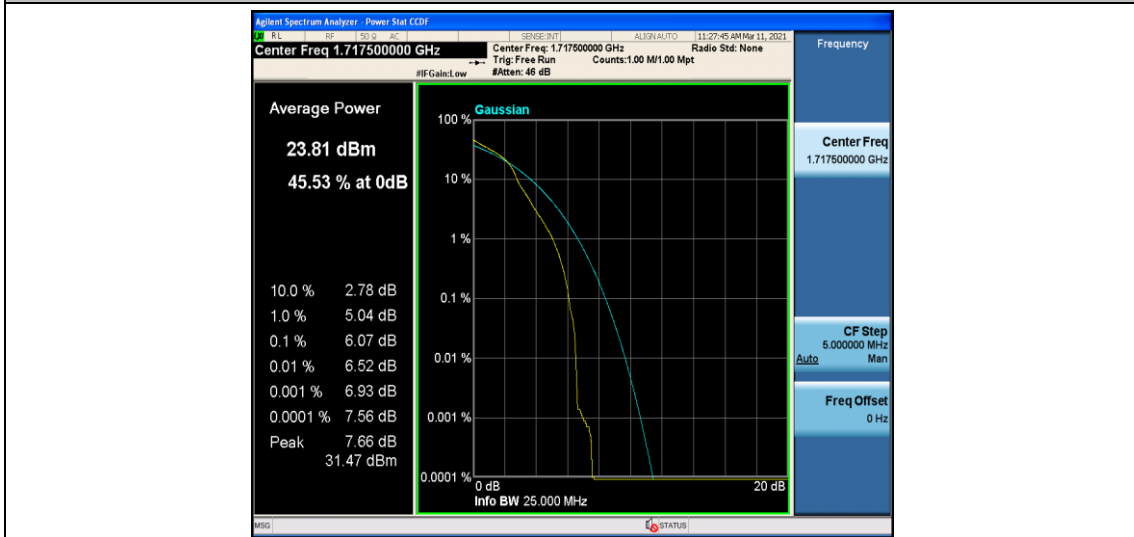 Agilent Spectrum Analyzer - Power Stat CCDF
RL RF 50 Ω AC SENSE:INT ALIGN AUTO 11:27:45 AM Mar 11, 2021
Center Freq 1.717500000 GHz
Center Freq: 1.717500000 GHz Radio Std: None
Trig: Free Run Counts:1.00 M/1.00 Mpt
#IFGain:Low #Atten: 46 dB
Frequency
Average Power
23.81 dBm
45.53 % at 0dB
10.0 % 2.78 dB
1.0 % 5.04 dB
0.1 % 6.07 dB
0.01 % 6.52 dB
0.001 % 6.93 dB
0.0001 % 7.56 dB
Peak 7.66 dB
31.47 dBm
Gaussian
100 %
10 %
1 %
0.1 %
0.01 %
0.001 %
0.0001 %
0 dB 20 dB
Info BW 25.000 MHz
Center Freq
1.717500000 GHz
CF Step
5.000000 MHz
Auto Man
Freq Offset
0 Hz
MSG STATUS